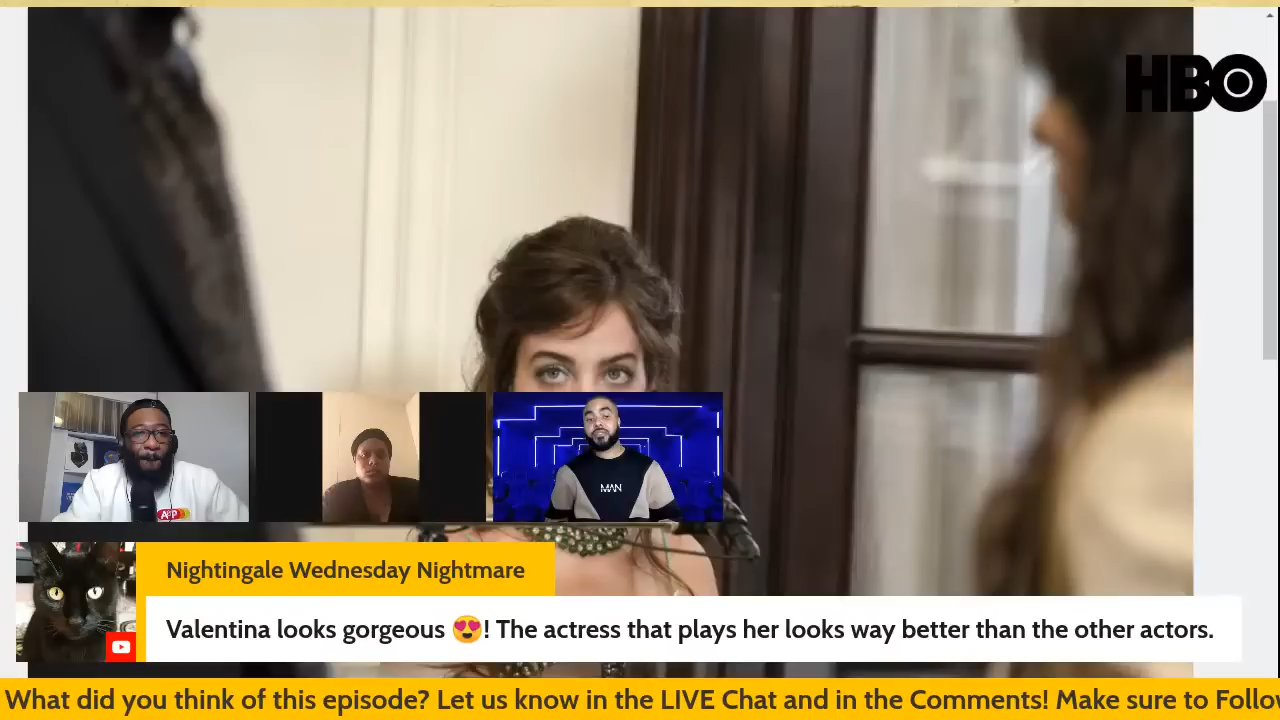 HBO
MAN
Nightingale Wednesday Nightmare
Valentina looks gorgeous 😍! The actress that plays her looks way better than the other actors.
What did you think of this episode? Let us know in the LIVE Chat and in the Comments! Make sure to Follow